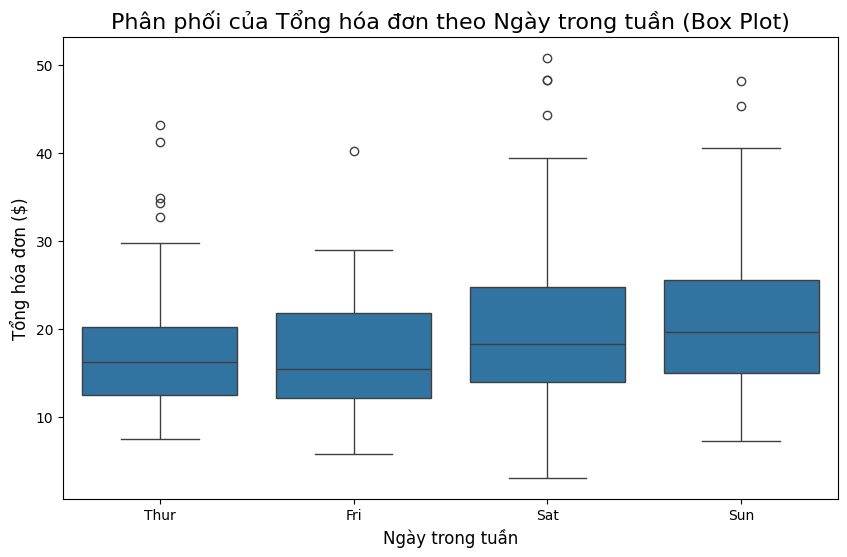 Phân phối của Tổng hóa đơn theo Ngày trong tuần (Box Plot)
Tổng hóa đơn ($)
50
40
30
20
10
Thur Fri Sat Sun
Ngày trong tuần